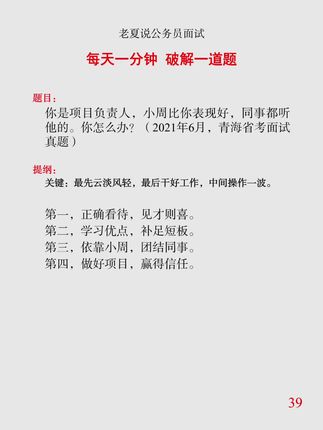 老夏说公务员面试
每天一分钟 破解一道题
题目：
你是项目负责人，小周比你表现好，同事都听
他的。你怎么办？（2021年6月，青海省考面试
真题）
提纲：
关键：最先云淡风轻，最后干好工作，中间操作一波。
第一，正确看待，见才则喜。
第二，学习优点，补足短板。
第三，依靠小周，团结同事。
第四，做好项目，赢得信任。
39